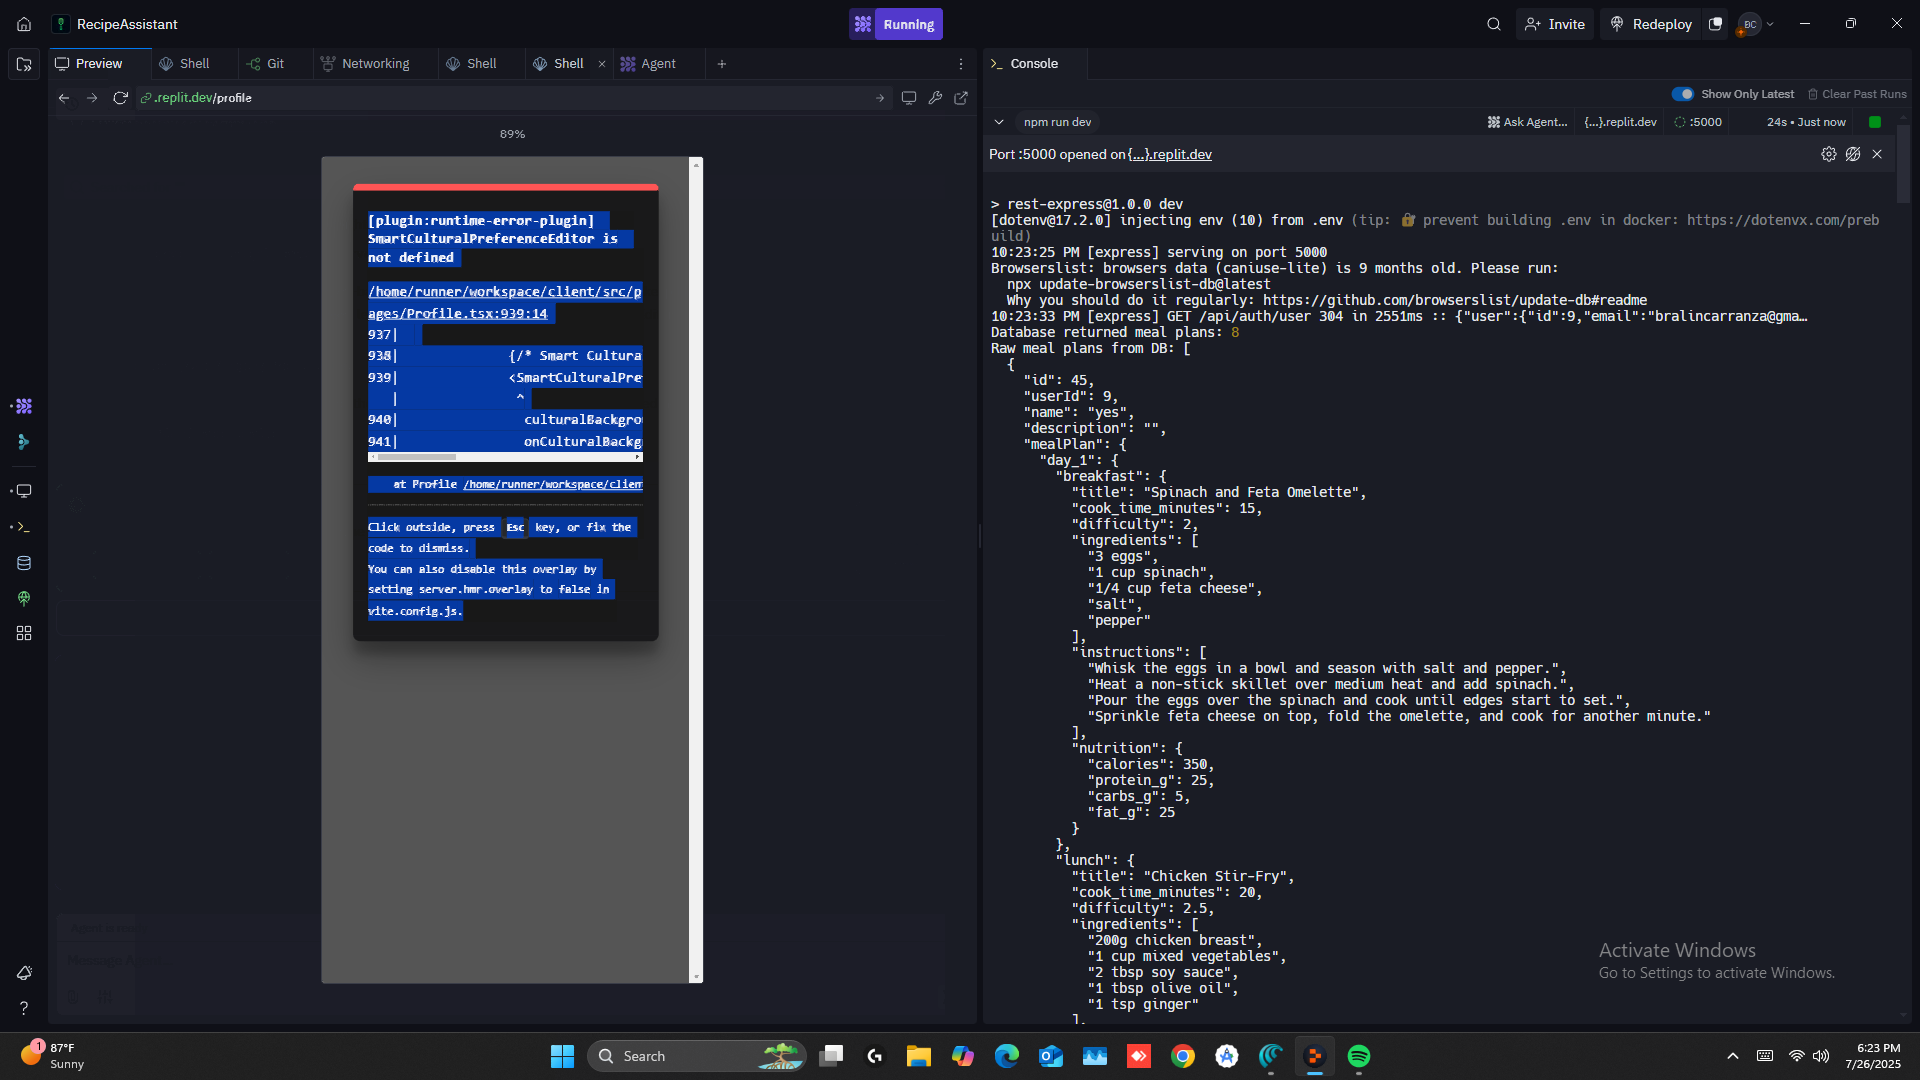 RecipeAssistant
Running
Invite
Redeploy
BC
Preview
Shell
Git
Networking
Shell
Shell
Agent
Console
.replit.dev/profile
Show Only Latest
Clear Past Runs
89%
npm run dev
Ask Agent...
{...}.replit.dev
:5000
24s • Just now
Port :5000 opened on {...}.replit.dev
[plugin:runtime-error-plugin]
SmartCulturalPreferenceEditor is
not defined
/home/runner/workspace/client/src/p
ages/Profile.tsx:939:14
937|
938| {/* Smart Cultura
939| <SmartCulturalPre
| ^
940| culturalBackgro
941| onCulturalBackg
at Profile /home/runner/workspace/clien
Click outside, press Esc key, or fix the
code to dismiss.
You can also disable this overlay by
setting server.hmr.overlay to false in
vite.config.js.
> rest-express@1.0.0 dev
[dotenv@17.2.0] injecting env (10) from .env (tip: 🔐 prevent building .env in docker: https://dotenvx.com/preb
uild)
10:23:25 PM [express] serving on port 5000
Browserslist: browsers data (caniuse-lite) is 9 months old. Please run:
npx update-browserslist-db@latest
Why you should do it regularly: https://github.com/browserslist/update-db#readme
10:23:33 PM [express] GET /api/auth/user 304 in 2551ms :: {"user":{"id":9,"email":"bralincarranza@gma…
Database returned meal plans: 8
Raw meal plans from DB: [
{
"id": 45,
"userId": 9,
"name": "yes",
"description": "",
"mealPlan": {
"day_1": {
"breakfast": {
"title": "Spinach and Feta Omelette",
"cook_time_minutes": 15,
"difficulty": 2,
"ingredients": [
"3 eggs",
"1 cup spinach",
"1/4 cup feta cheese",
"salt",
"pepper"
],
"instructions": [
"Whisk the eggs in a bowl and season with salt and pepper.",
"Heat a non-stick skillet over medium heat and add spinach.",
"Pour the eggs over the spinach and cook until edges start to set.",
"Sprinkle feta cheese on top, fold the omelette, and cook for another minute."
],
"nutrition": {
"calories": 350,
"protein_g": 25,
"carbs_g": 5,
"fat_g": 25
}
},
"lunch": {
"title": "Chicken Stir-Fry",
"cook_time_minutes": 20,
"difficulty": 2.5,
"ingredients": [
"200g chicken breast",
"1 cup mixed vegetables",
"2 tbsp soy sauce",
"1 tbsp olive oil",
"1 tsp ginger"
],
Activate Windows
Go to Settings to activate Windows.
1
87°F
Sunny
Search
6:23 PM
7/26/2025